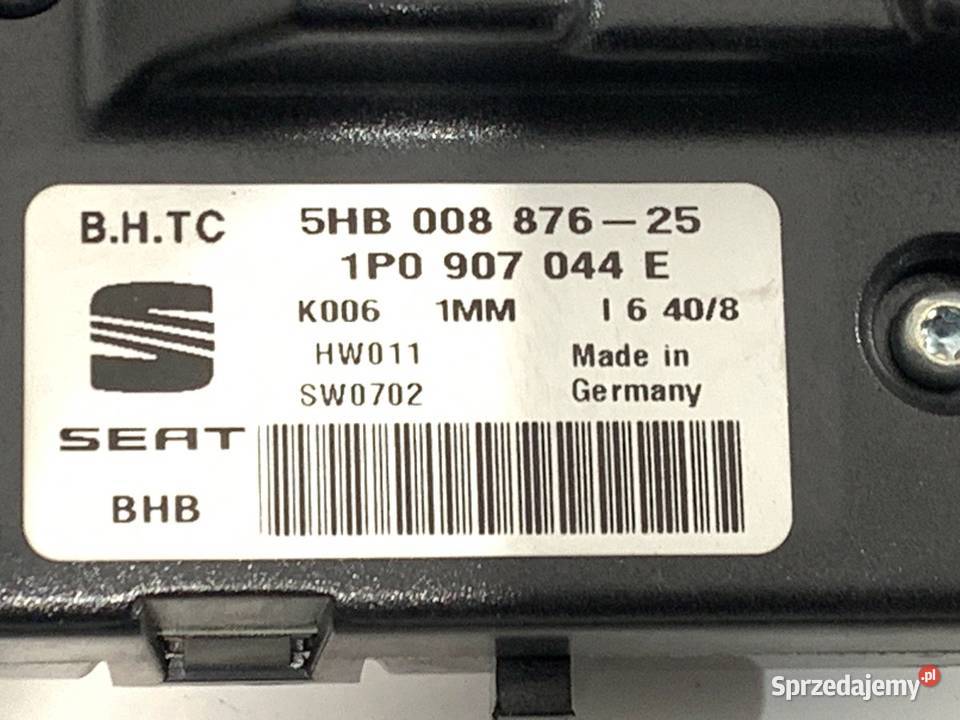 B.H.TC 5HB 008 876-25
1P0 907 044 E
K006 1MM I 6 40/8
HW011 Made in
SW0702 Germany
SEAT
BHB
Sprzedajemy.pl